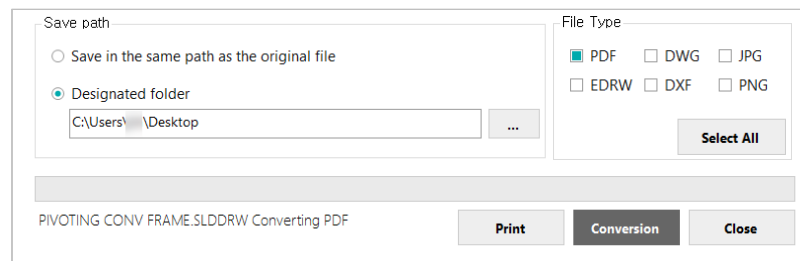 Save path
Save in the same path as the original file
Designated folder
C:\Users\ \Desktop
...
File Type
PDF DWG JPG
EDRW DXF PNG
Select All
PIVOTING CONV FRAME.SLDDRW Converting PDF
Print Conversion Close